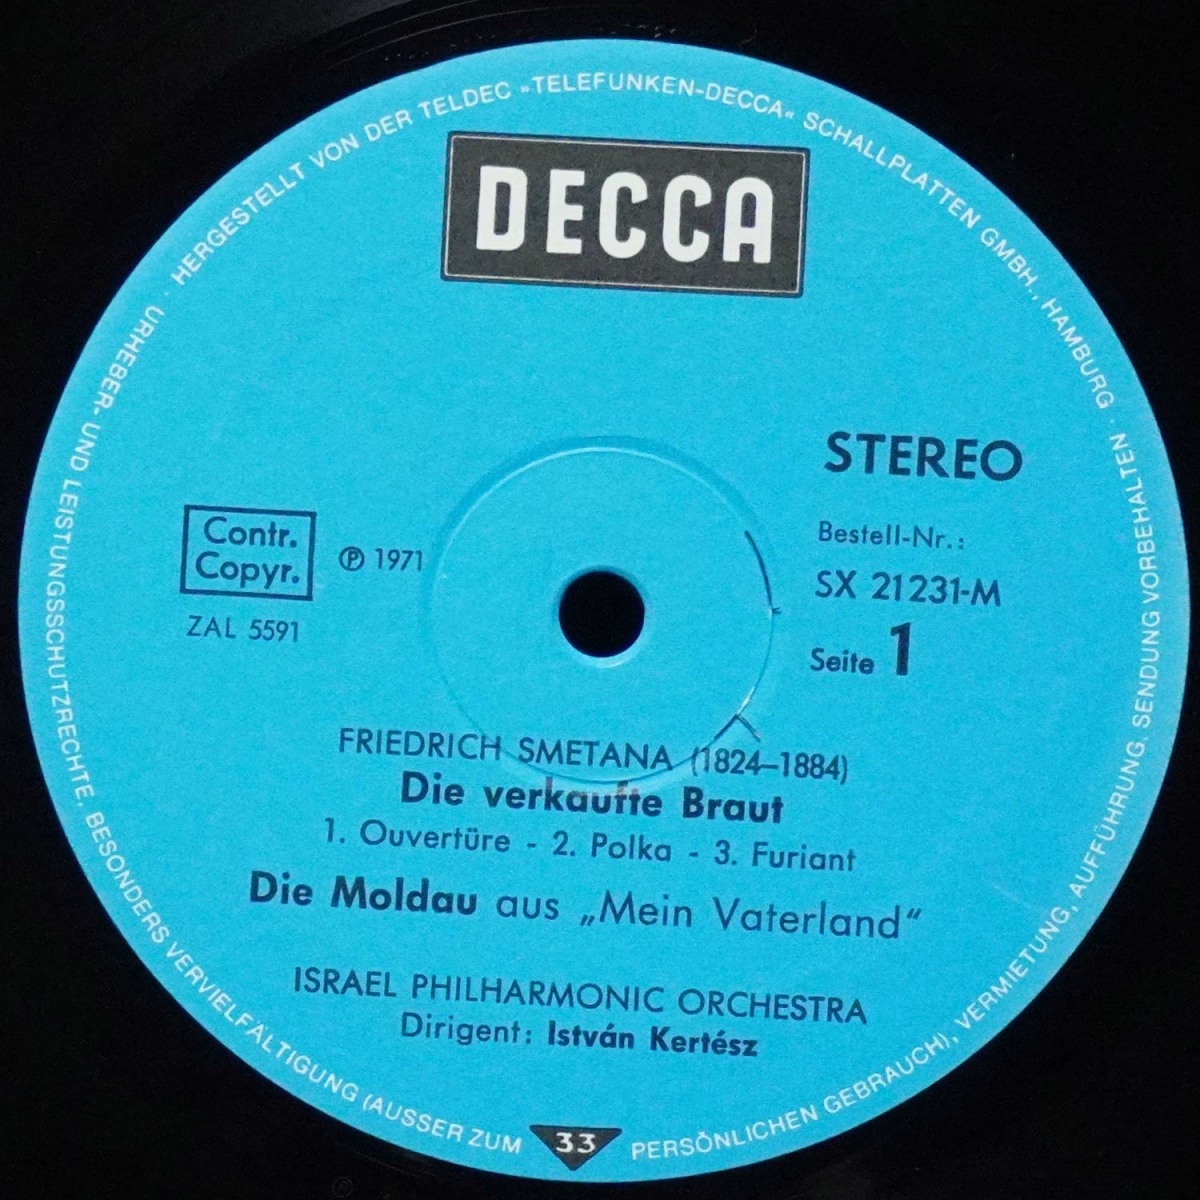 HERGESTELLT VON DER TELDEC »TELEFUNKEN-DECCA« SCHALLPLATTEN GMBH., HAMBURG · URHEBER- UND LEISTUNGSSCHUTZRECHTE, BESONDERS VERVIELFÄLTIGUNG (AUSSER ZUM PERSÖNLICHEN GEBRAUCH), VERMIETUNG, AUFFÜHRUNG, SENDUNG VORBEHALTEN
DECCA
STEREO
Contr.
Copyr.
℗ 1971
ZAL 5591
Bestell-Nr.:
SX 21231-M
Seite 1
FRIEDRICH SMETANA (1824–1884)
Die verkaufte Braut
1. Ouvertüre - 2. Polka - 3. Furiant
Die Moldau aus „Mein Vaterland“
ISRAEL PHILHARMONIC ORCHESTRA
Dirigent: István Kertész
33